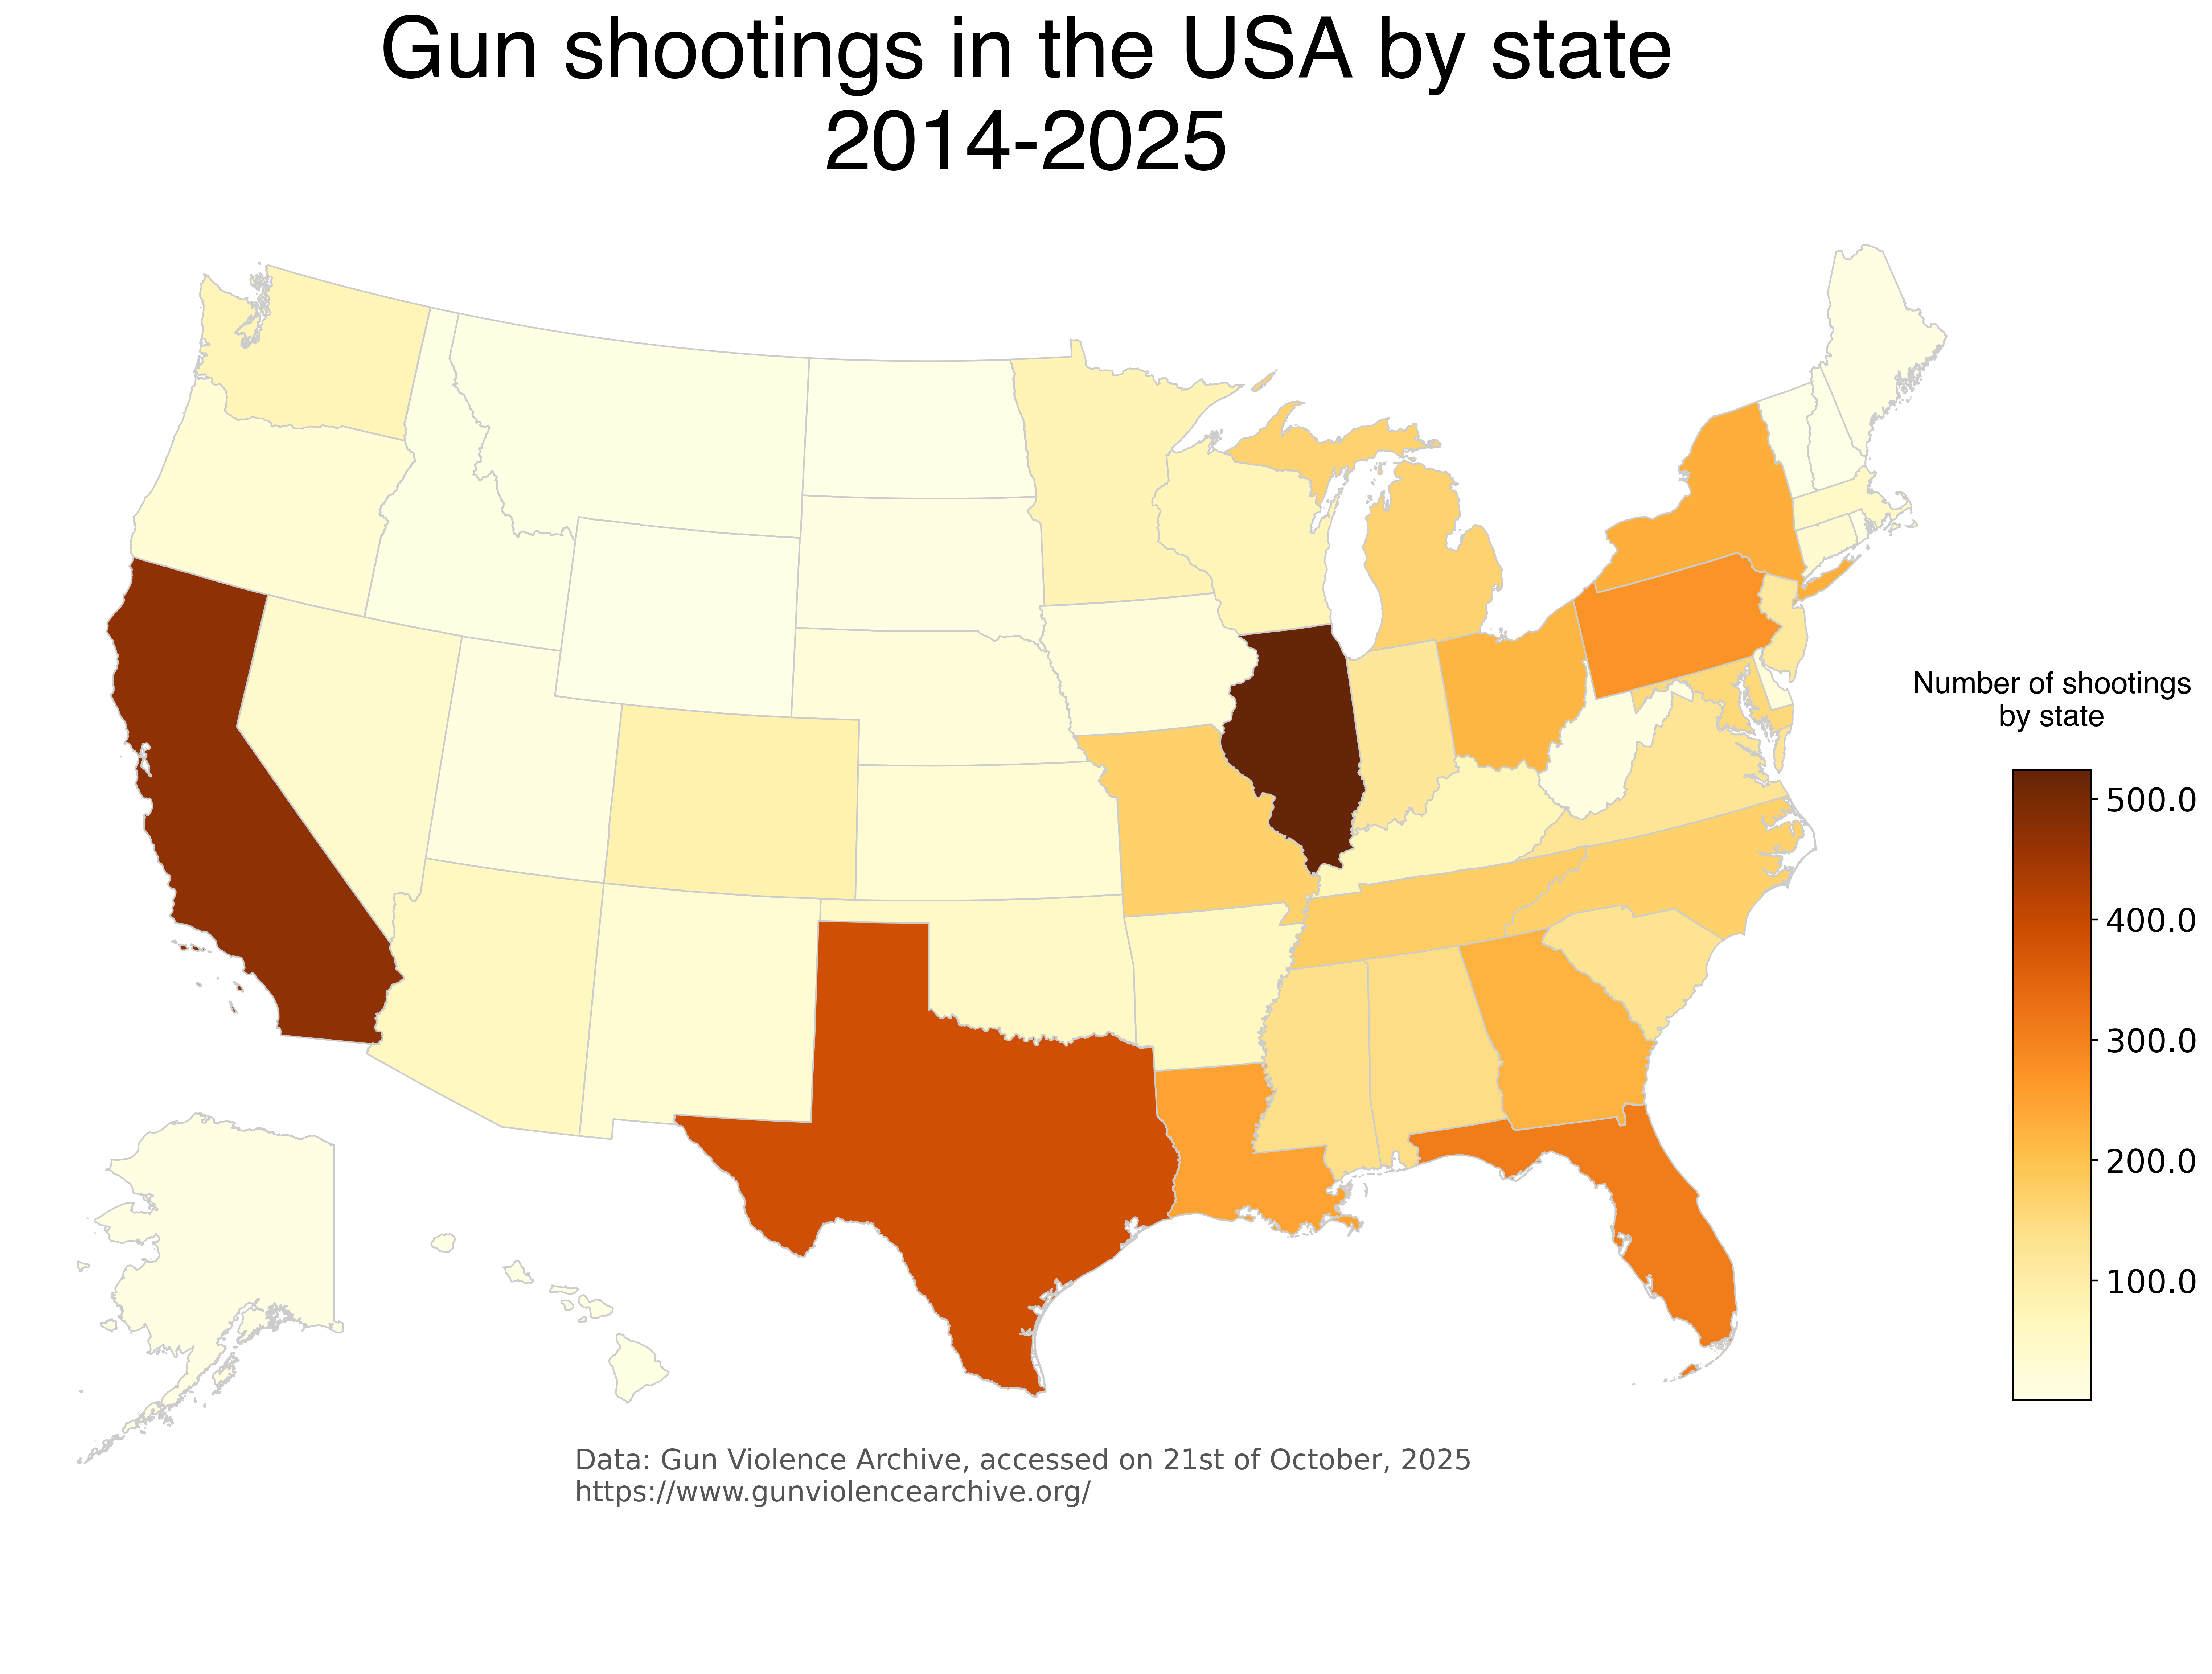 Gun shootings in the USA by state
2014-2025
Number of shootings
by state
500.0
400.0
300.0
200.0
100.0
Data: Gun Violence Archive, accessed on 21st of October, 2025
https://www.gunviolencearchive.org/